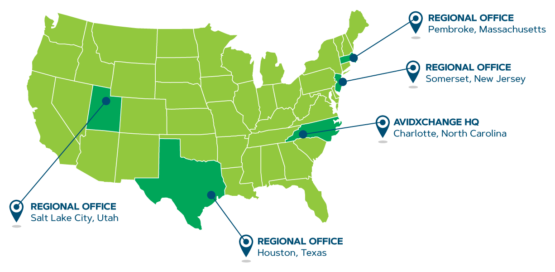 REGIONAL OFFICE
Pembroke, Massachusetts
REGIONAL OFFICE
Somerset, New Jersey
AVIDXCHANGE HQ
Charlotte, North Carolina
REGIONAL OFFICE
Salt Lake City, Utah
REGIONAL OFFICE
Houston, Texas